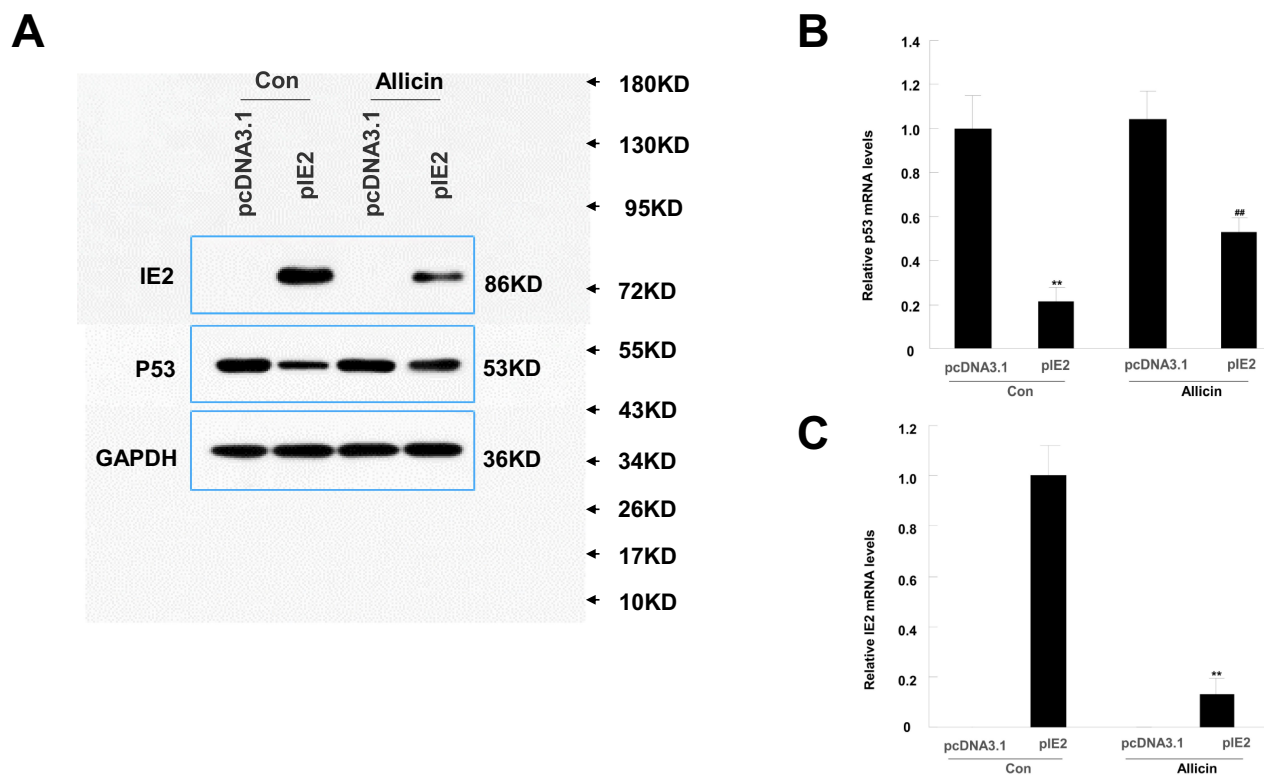 A
Con Allicin
pcDNA3.1
pIE2
pcDNA3.1
pIE2
180KD
130KD
95KD
IE2
86KD
72KD
55KD
P53
53KD
43KD
GAPDH
36KD
34KD
26KD
17KD
10KD
B
Relative p53 mRNA levels
1.4
1.2
1.0
0.8
0.6
0.4
0.2
0
**
##
pcDNA3.1 pIE2 pcDNA3.1 pIE2
Con Allicin
C
Relative IE2 mRNA levels
1.2
1.0
0.8
0.6
0.4
0.2
0
**
pcDNA3.1 pIE2 pcDNA3.1 pIE2
Con Allicin